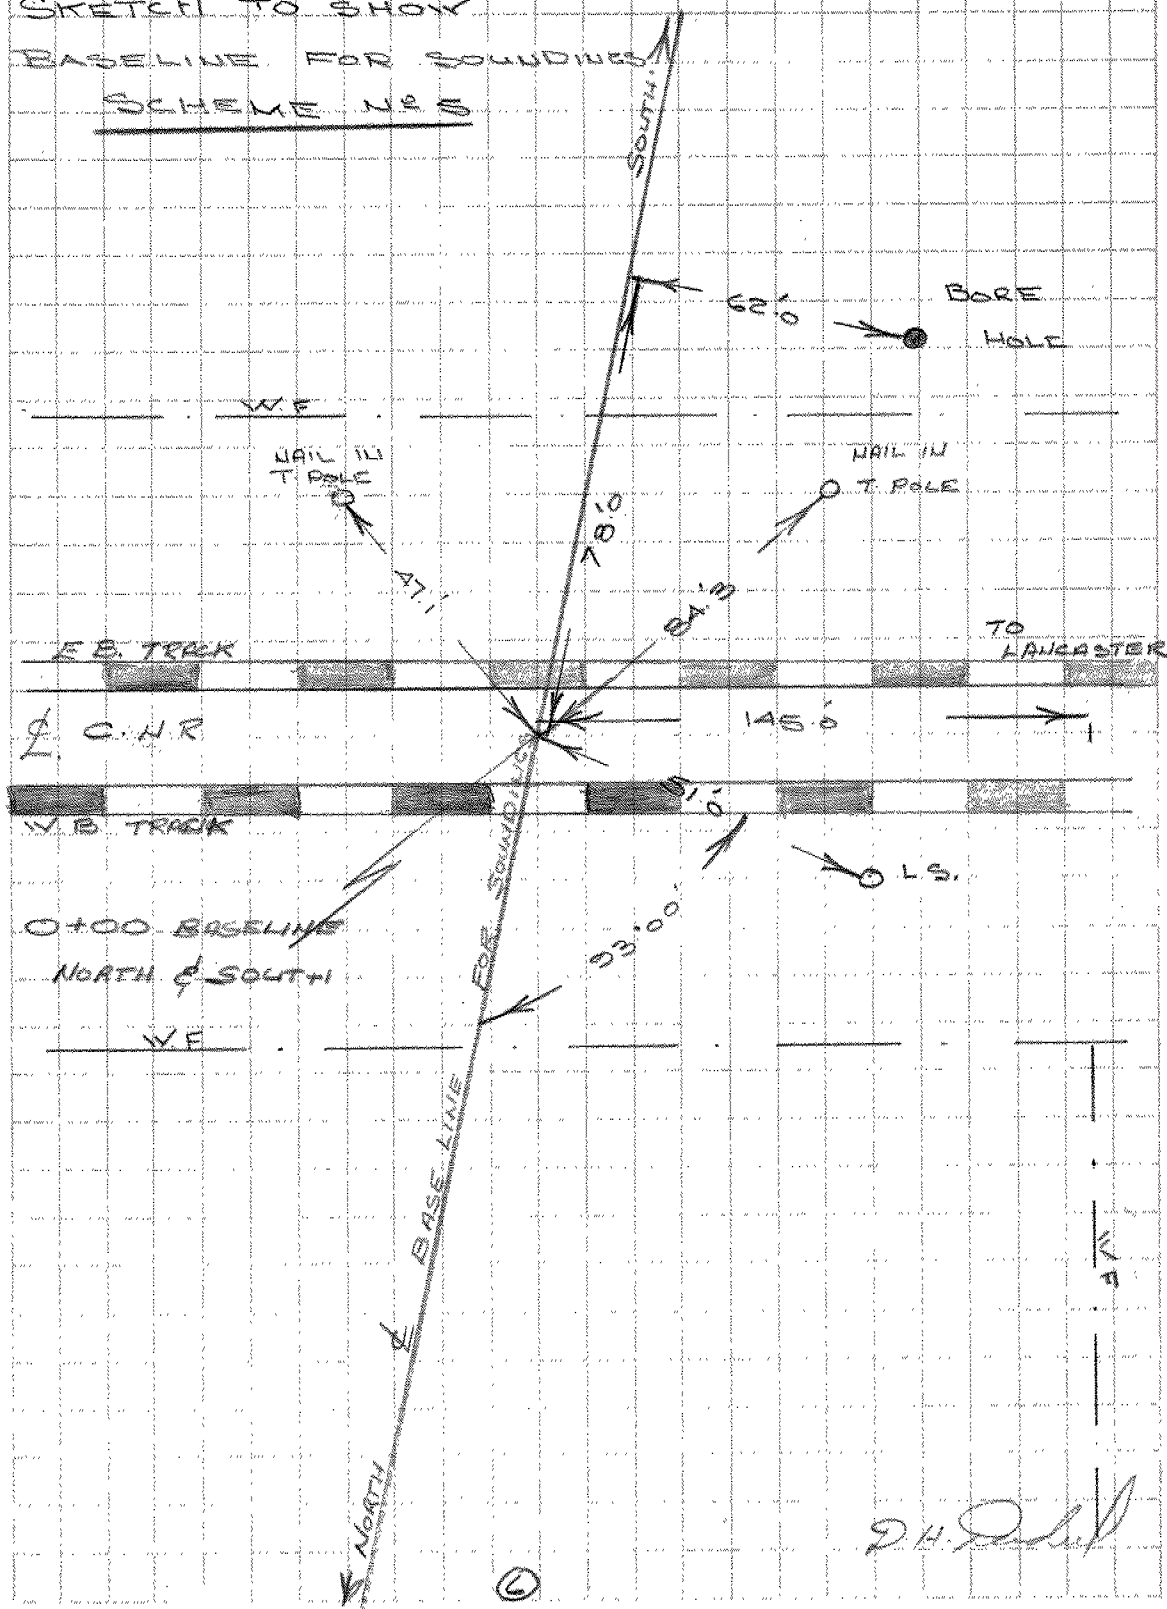 SKETCH TO SHOW
BASELINE FOR SOUNDINGS
SCHEME Nº 5
SOUTH.
62'.0
BORE
HOLE
W.F
NAIL IN
T. POLE
NAIL IN
T. POLE
78'.0
47.1'
84'.3
E B. TRACK
TO
LANCASTER
℄ C.N.R
145'.0
51'.0'
W.B TRACK
L.S.
0+00 BASELINE
NORTH & SOUTH
33'.00'
W.F
℄ BASE LINE FOR SOUNDINGS
W.F
NORTH
D.H.
6